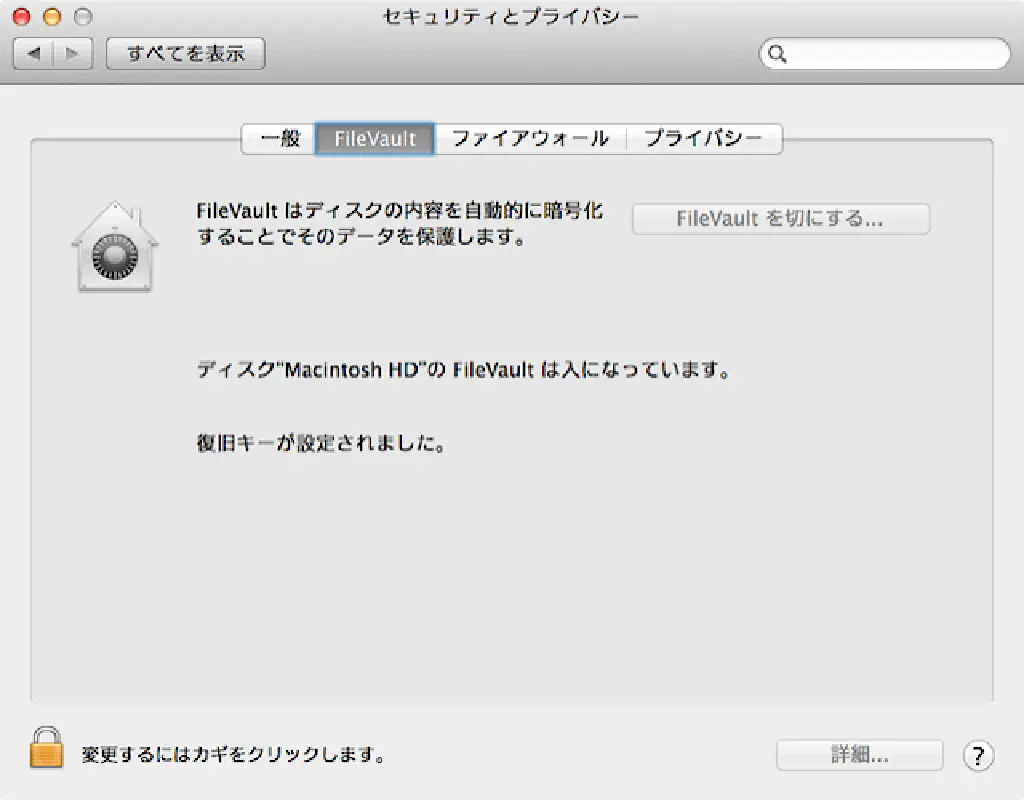 セキュリティとプライバシー
すべてを表示
一般 FileVault ファイアウォール プライバシー
FileVault はディスクの内容を自動的に暗号化
することでそのデータを保護します。
FileVault を切にする...
ディスク“Macintosh HD”の FileVault は入になっています。
復旧キーが設定されました。
変更するにはカギをクリックします。
詳細...
?